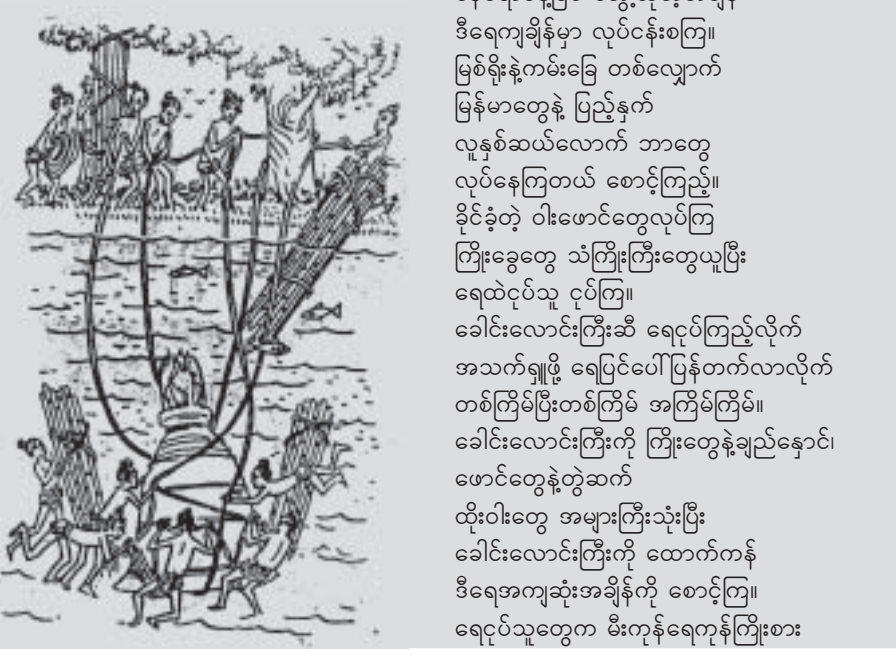 ဒီရေကျချိန်မှာ လုပ်ငန်းစကြ။
မြစ်ရိုးနဲ့ကမ်းခြေ တစ်လျှောက်
မြန်မာတွေနဲ့ ပြည့်နှက်
လူနှစ်ဆယ်လောက် ဘာတွေ
လုပ်နေကြတယ် စောင့်ကြည့်။
ခိုင်ခံ့တဲ့ ဝါးဖောင်တွေလုပ်ကြ
ကြိုးခွေတွေ သံကြိုးကြီးတွေယူပြီး
ရေထဲငုပ်သူ ငုပ်ကြ။
ခေါင်းလောင်းကြီးဆီ ရေငုပ်ကြည့်လိုက်
အသက်ရှူဖို့ ရေပြင်ပေါ်ပြန်တက်လာလိုက်
တစ်ကြိမ်ပြီးတစ်ကြိမ် အကြိမ်ကြိမ်။
ခေါင်းလောင်းကြီးကို ကြိုးတွေနဲ့ချည်နှောင်၊
ဖောင်တွေနဲ့တွဲဆက်
ထိုးဝါးတွေ အများကြီးသုံးပြီး
ခေါင်းလောင်းကြီးကို ထောက်ကန်
ဒီရေအကျဆုံးအချိန်ကို စောင့်ကြ။
ရေငုပ်သူတွေက မီးကုန်ရေကုန်ကြိုးစား